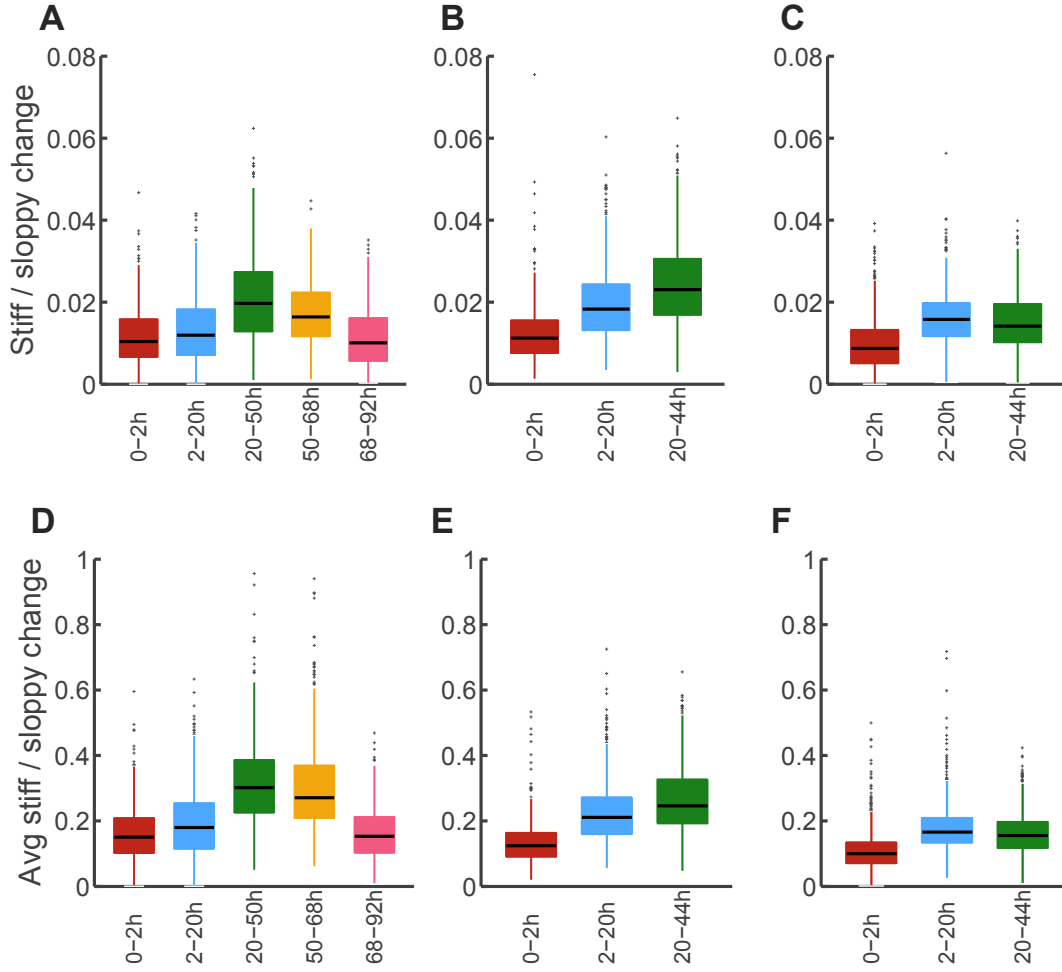 A B C
Stiff / sloppy change
0.08 0.08 0.08
0.06 0.06 0.06
0.04 0.04 0.04
0.02 0.02 0.02
0 0 0
0−2h 2−20h 20−50h 50−68h 68−92h 0−2h 2−20h 20−44h 0−2h 2−20h 20−44h
D E F
Avg stiff / sloppy change
1 1 1
0.8 0.8 0.8
0.6 0.6 0.6
0.4 0.4 0.4
0.2 0.2 0.2
0 0 0
0−2h 2−20h 20−50h 50−68h 68−92h 0−2h 2−20h 20−44h 0−2h 2−20h 20−44h